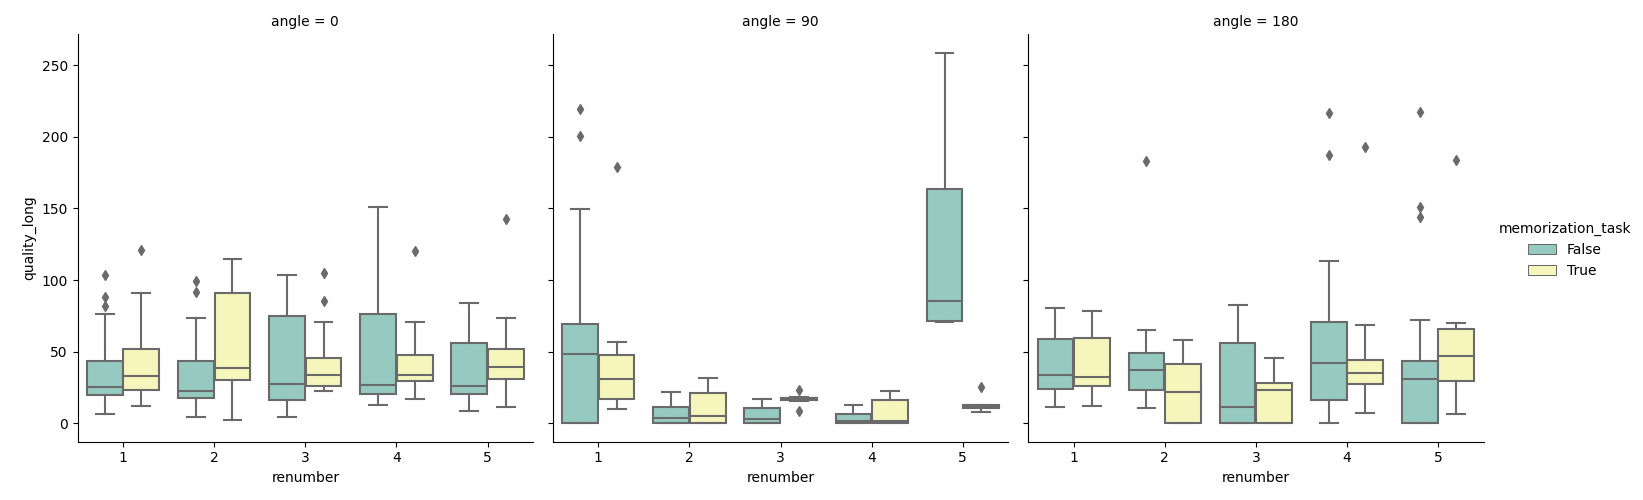 angle = 0
angle = 90
angle = 180
quality_long
250
200
150
100
50
0
1 2 3 4 5
renumber
1 2 3 4 5
renumber
1 2 3 4 5
renumber
memorization_task
False
True